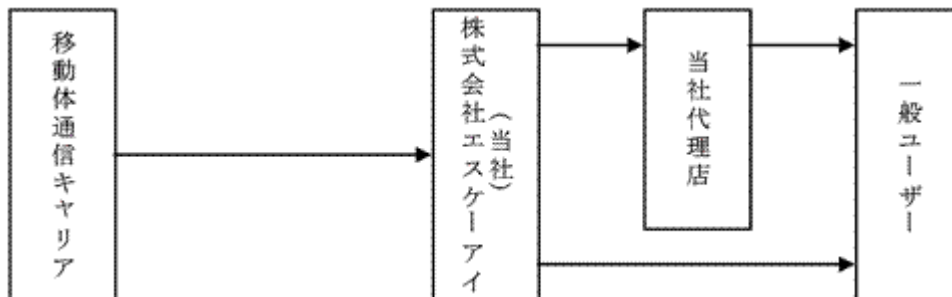 移動体通信キャリア
株式会社エスケーアイ
（当社）
当社代理店
一般ユーザー